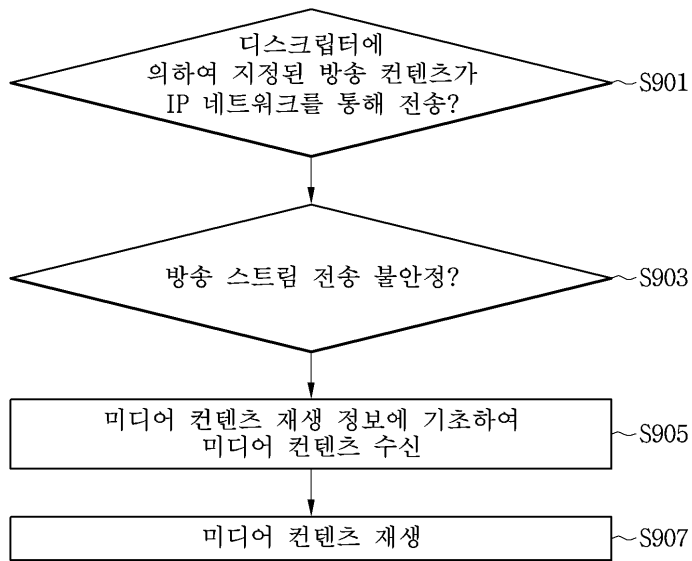 디스크립터에
의하여 지정된 방송 컨텐츠가
IP 네트워크를 통해 전송?
S901
방송 스트림 전송 불안정?
S903
미디어 컨텐츠 재생 정보에 기초하여
미디어 컨텐츠 수신
S905
미디어 컨텐츠 재생
S907